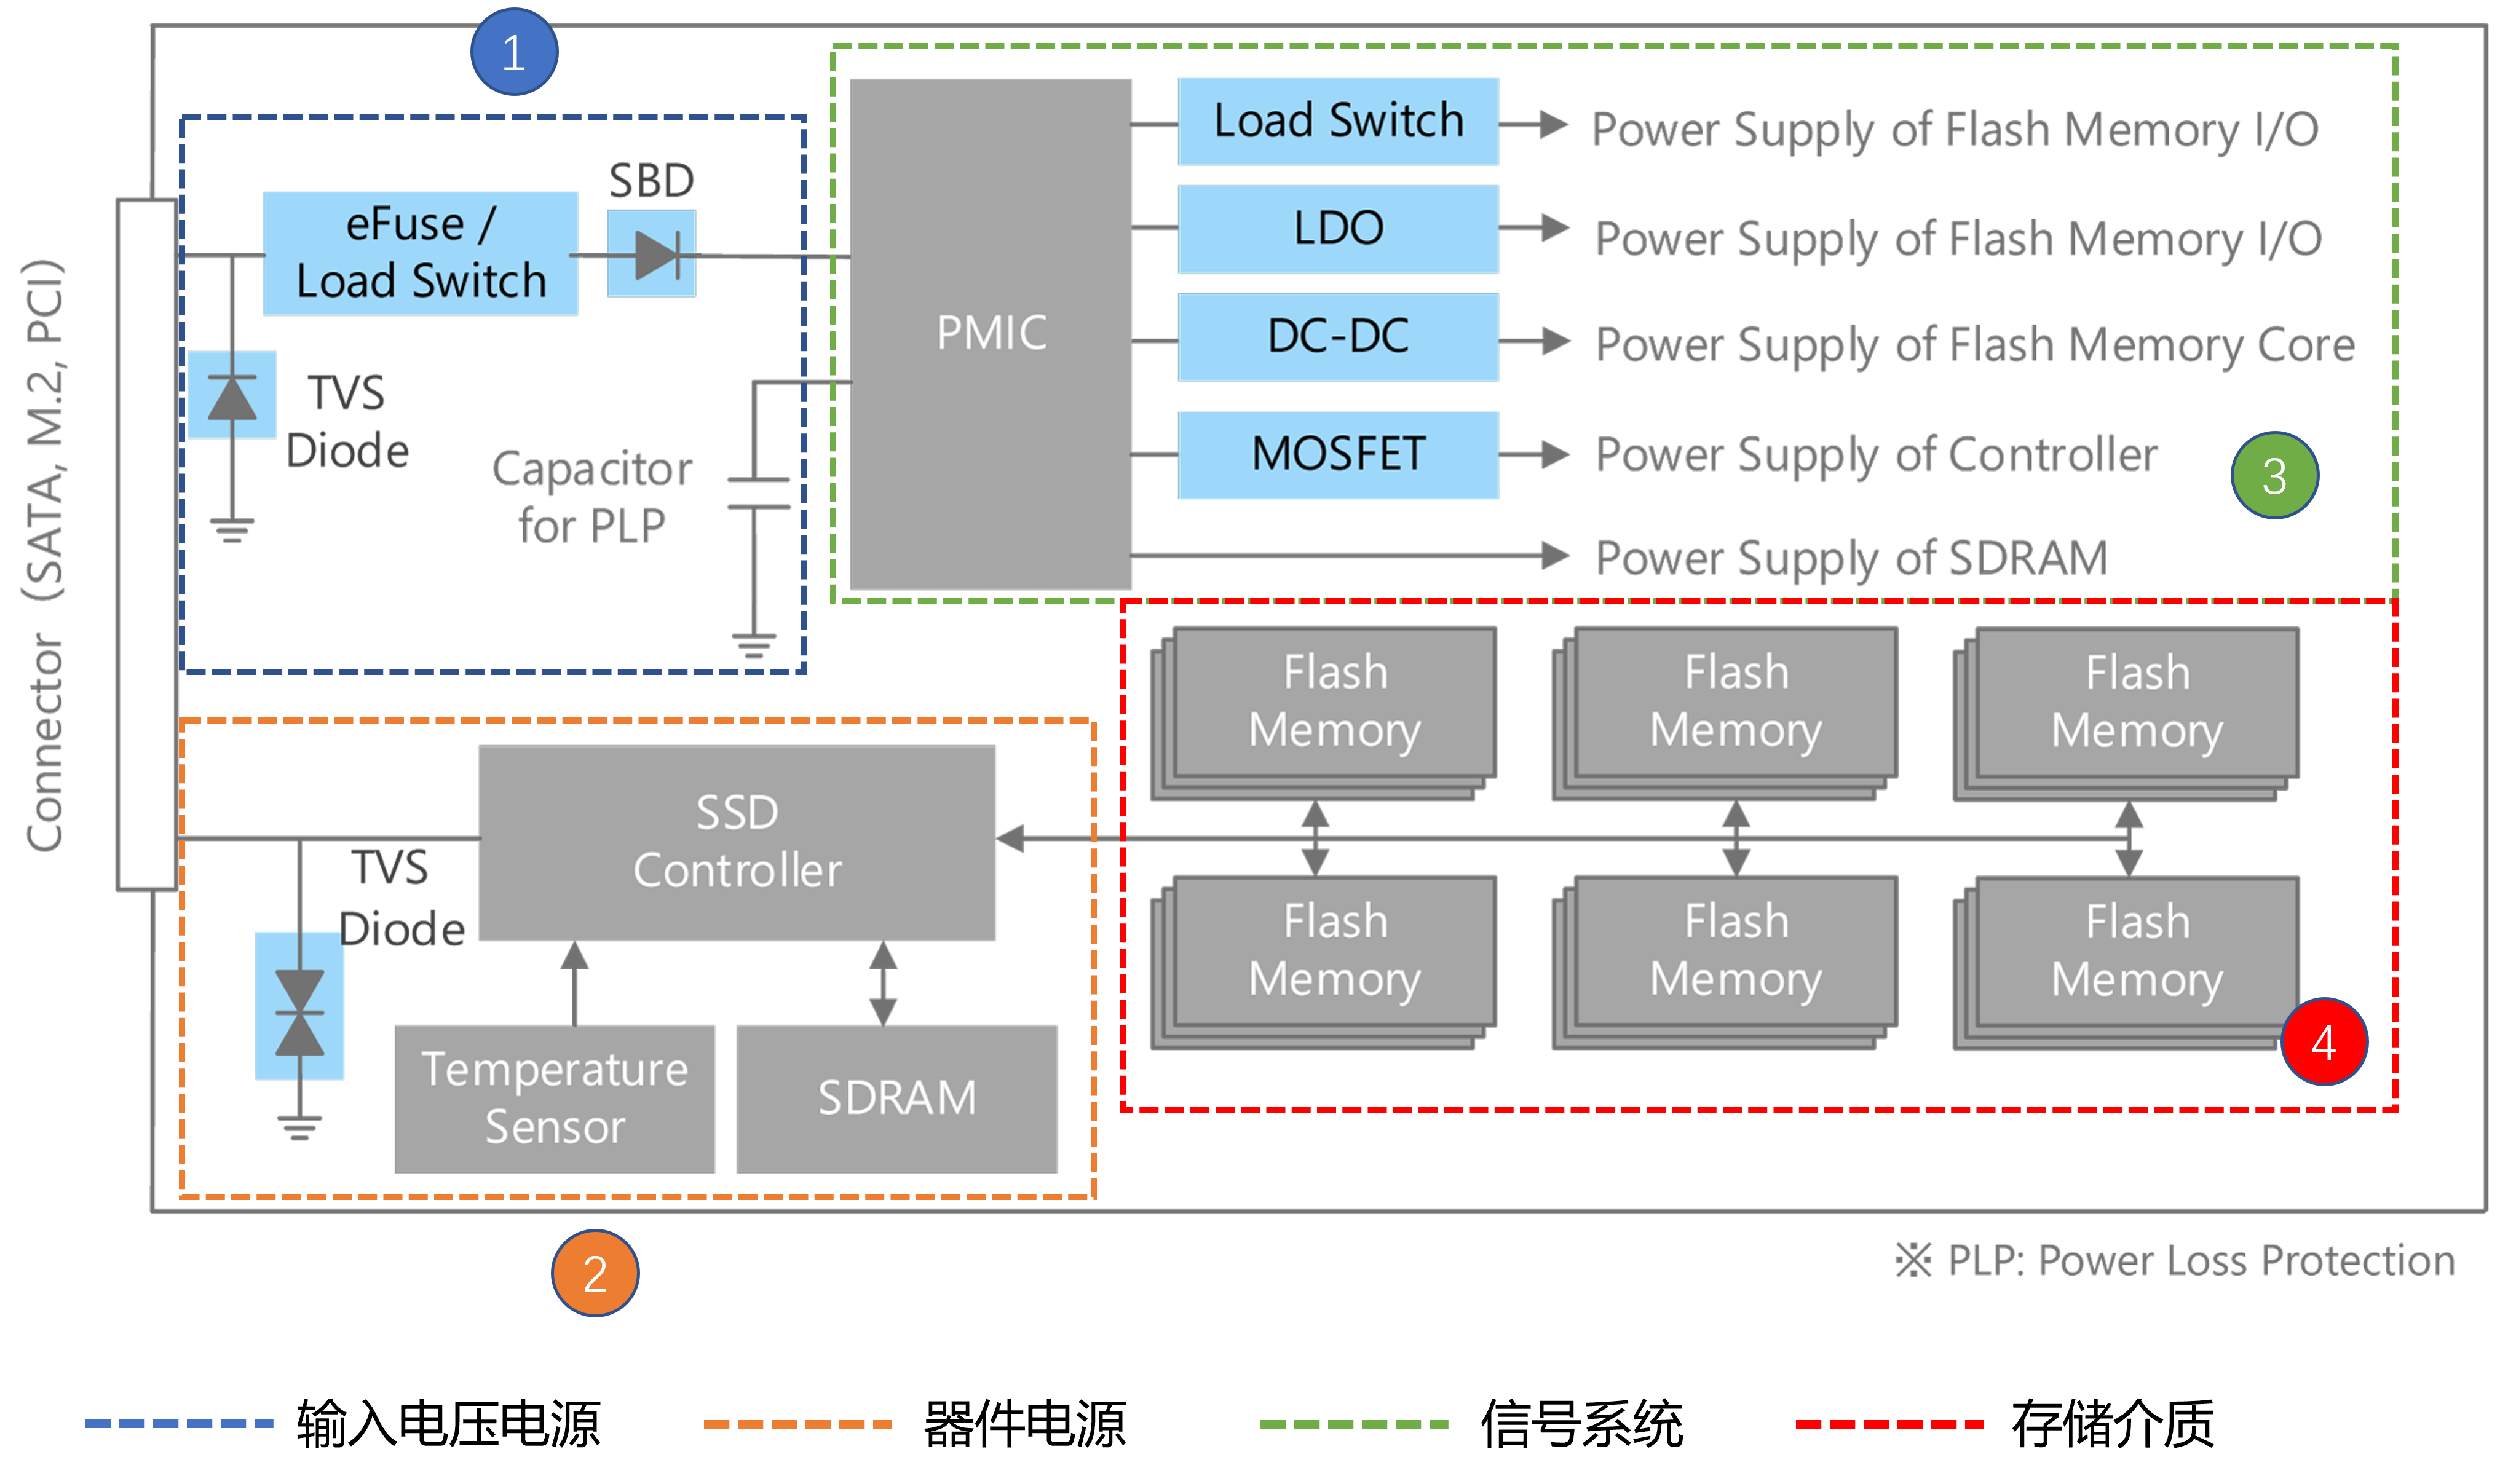 1
eFuse /
Load Switch
SBD
TVS
Diode
Capacitor
for PLP
Connector (SATA, M.2, PCI)
PMIC
Load Switch
Power Supply of Flash Memory I/O
LDO
Power Supply of Flash Memory I/O
DC-DC
Power Supply of Flash Memory Core
MOSFET
Power Supply of Controller
3
Power Supply of SDRAM
SSD
Controller
TVS
Diode
Temperature
Sensor
SDRAM
2
Flash
Memory
Flash
Memory
Flash
Memory
Flash
Memory
Flash
Memory
Flash
Memory
4
※ PLP: Power Loss Protection
输入电压电源
器件电源
信号系统
存储介质